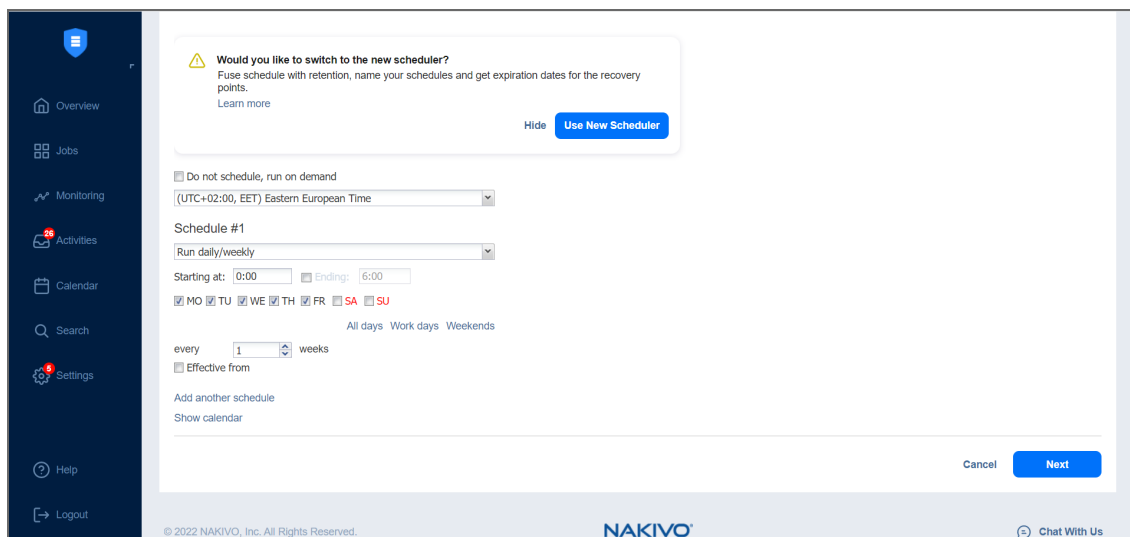 Would you like to switch to the new scheduler?
Fuse schedule with retention, name your schedules and get expiration dates for the recovery
points.
Learn more
Hide Use New Scheduler
Overview
Jobs
Monitoring
26
Activities
Calendar
Search
5
Settings
Help
Logout
Do not schedule, run on demand
(UTC+02:00, EET) Eastern European Time
Schedule #1
Run daily/weekly
Starting at: 0:00 Ending: 6:00
MO TU WE TH FR SA SU
All days Work days Weekends
every 1 weeks
Effective from
Add another schedule
Show calendar
Cancel Next
© 2022 NAKIVO, Inc. All Rights Reserved. NAKIVO® Chat With Us